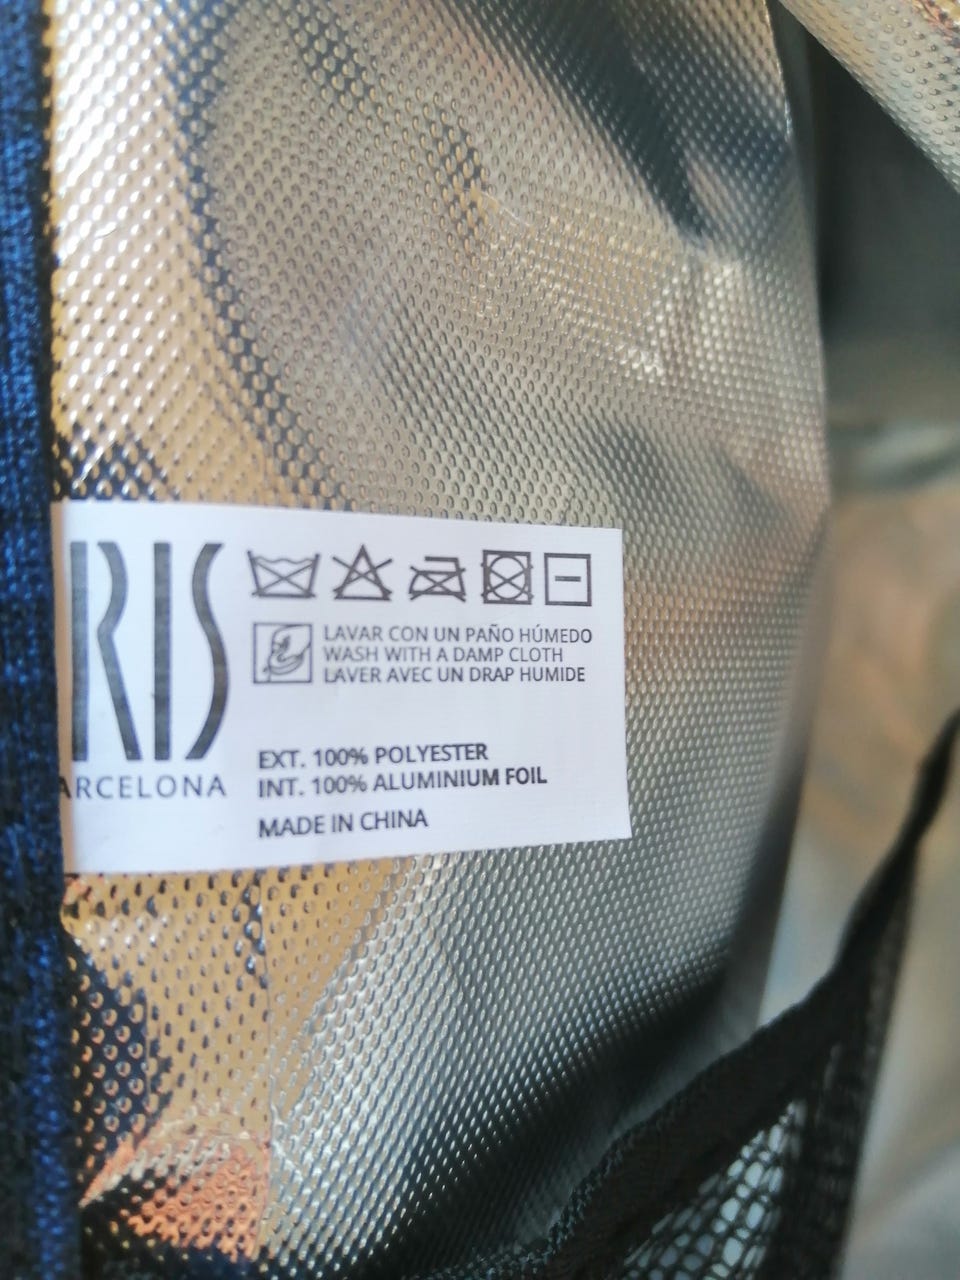 RIS
ARCELONA
LAVAR CON UN PAÑO HÚMEDO
WASH WITH A DAMP CLOTH
LAVER AVEC UN DRAP HUMIDE
EXT. 100% POLYESTER
INT. 100% ALUMINIUM FOIL
MADE IN CHINA